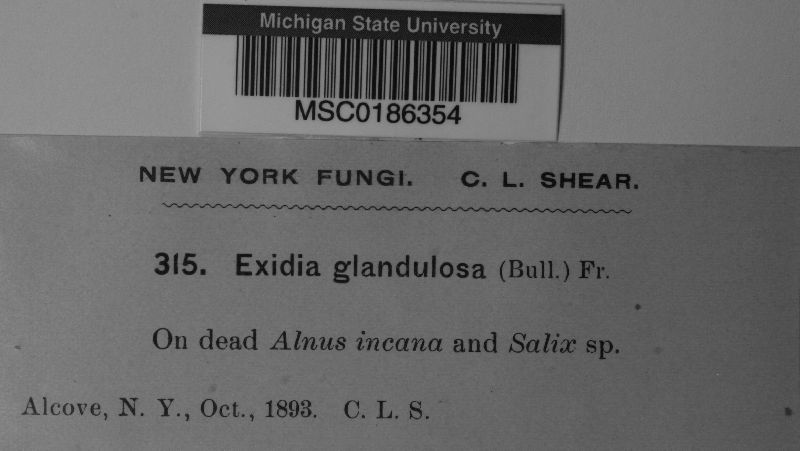 Michigan State University
MSC0186354
NEW YORK FUNGI. C. L. SHEAR.
315. Exidia glandulosa (Bull.) Fr.
On dead Alnus incana and Salix sp.
Alcove, N. Y., Oct., 1893. C. L. S.